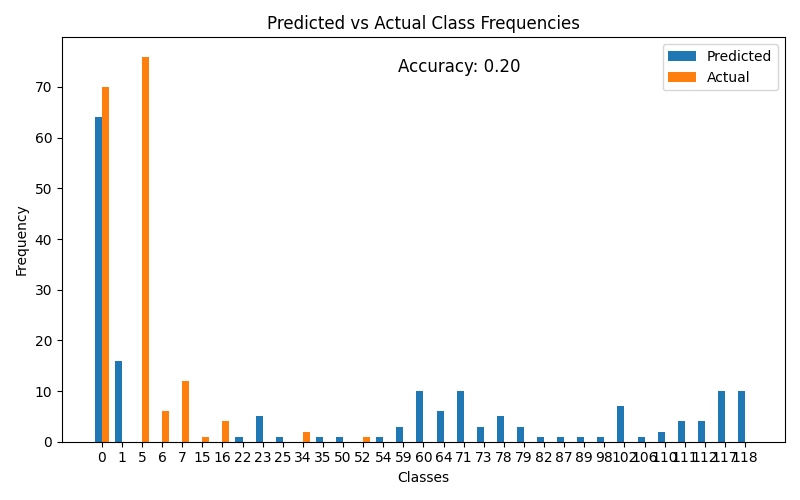 Predicted vs Actual Class Frequencies
Accuracy: 0.20
Predicted
Actual
70
60
50
40
30
20
10
0
Frequency
0 1 5 6 7 15 16 22 23 25 34 35 50 52 54 59 60 64 71 73 78 79 82 87 89 98 102 106 110 111 112 117 118
Classes